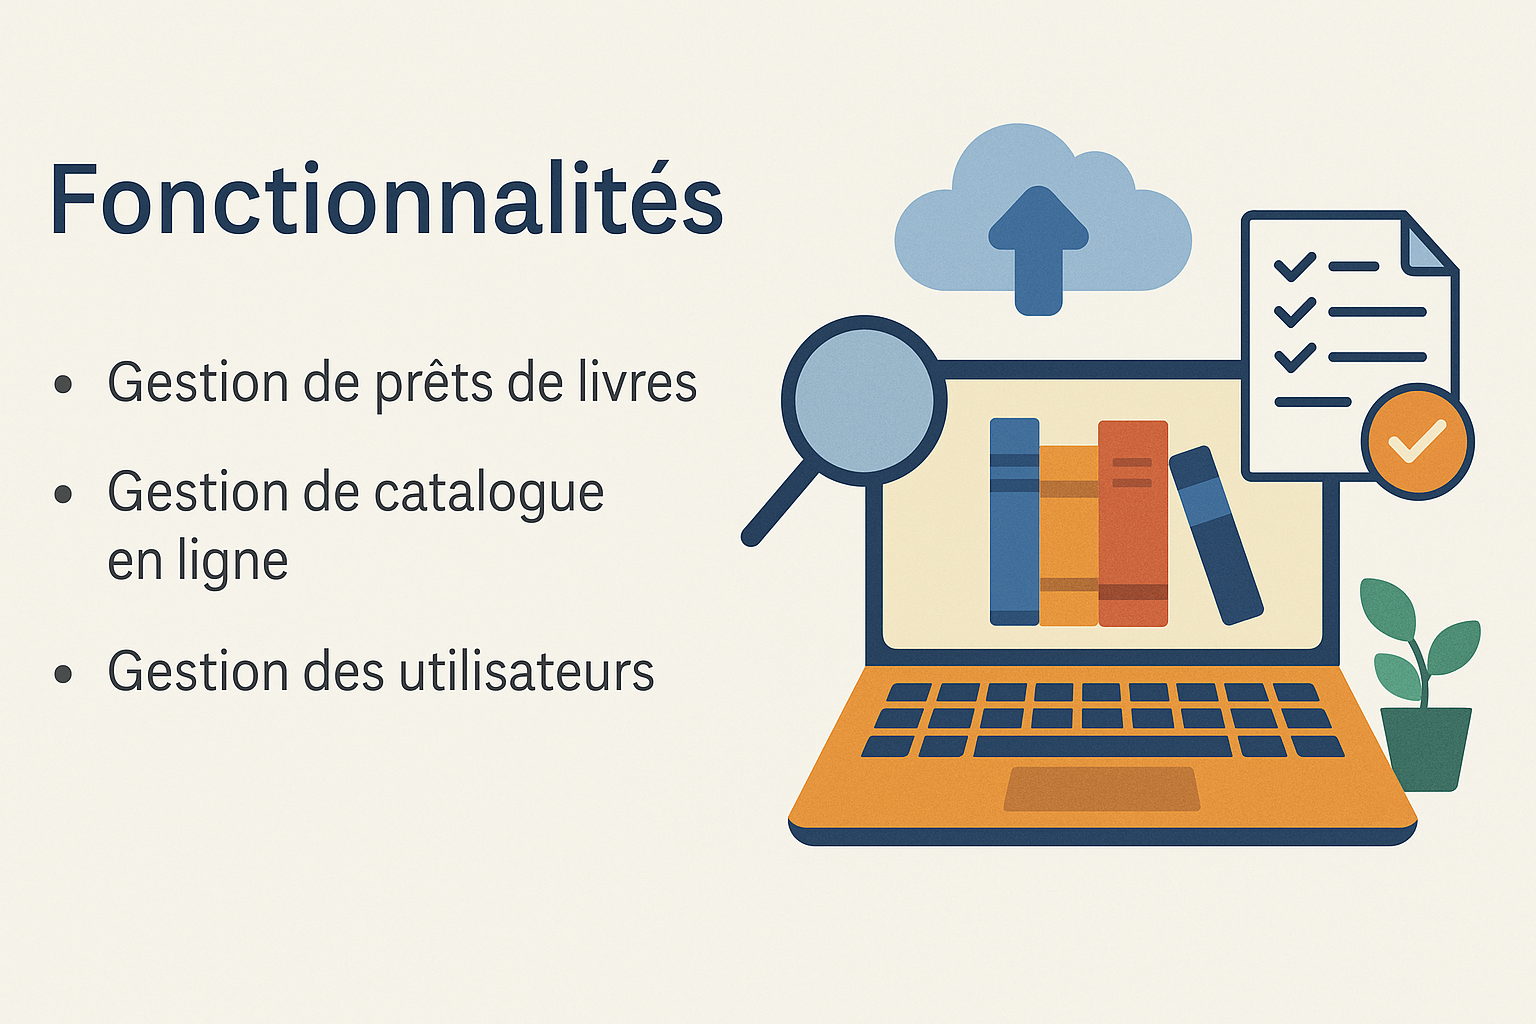 Fonctionnalités
• Gestion de prêts de livres
• Gestion de catalogue
en ligne
• Gestion des utilisateurs